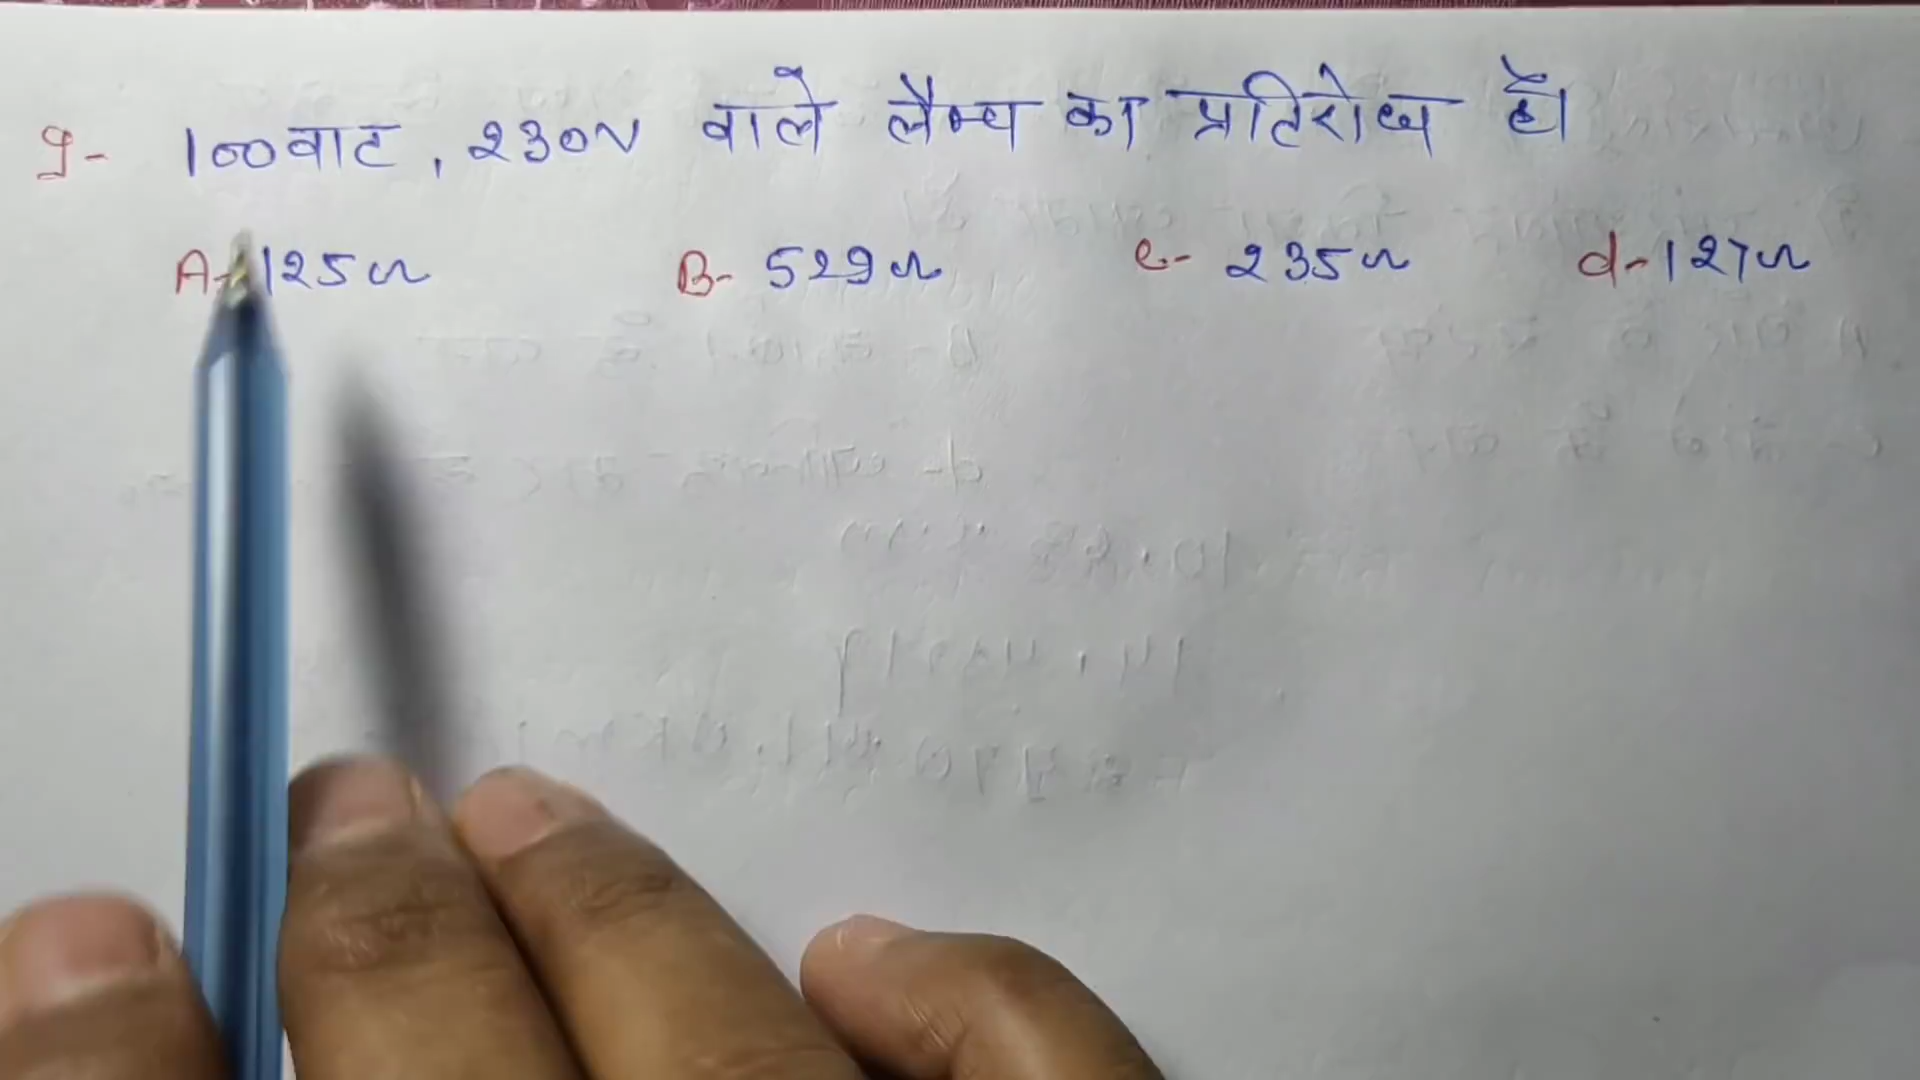 9- 100वाट, 230V वाले लैम्प का प्रतिरोध है।
A- 125Ω B- 529Ω c- 235Ω d- 127Ω